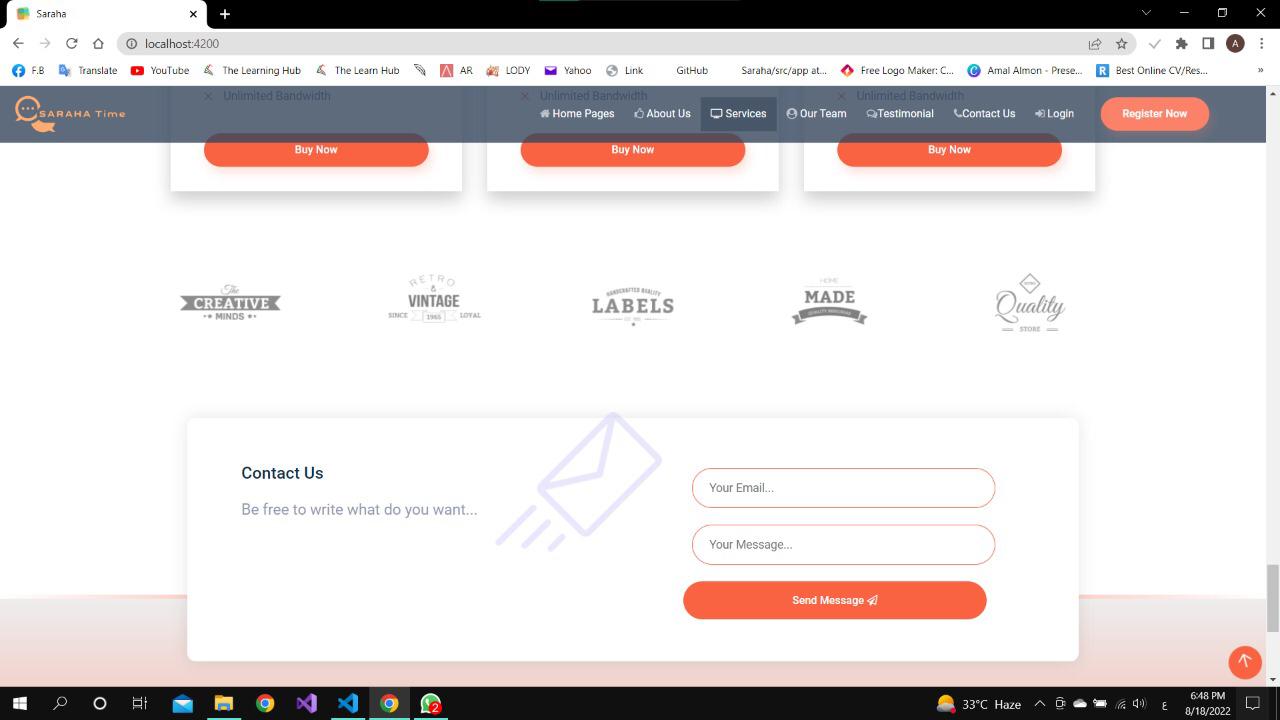 Saraha
localhost:4200
A
F.B
Translate
YouTube
The Learning Hub
The Learn Hub
AR
LODY
Yahoo
Link
GitHub
Saraha/src/app at...
Free Logo Maker: C...
Amal Almon - Prese...
Best Online CV/Res...
»
Unlimited Bandwidth
Unlimited Bandwidth
Unlimited Bandwidth
SARAHA Time
Home Pages
About Us
Services
Our Team
Testimonial
Contact Us
Login
Register Now
Buy Now
Buy Now
Buy Now
The
CREATIVE
MINDS
RETRO
&
VINTAGE
SINCE 1965 LOYAL
HANDCRAFTED QUALITY
LABELS
HOME
MADE
Quality
STORE
Contact Us
Be free to write what do you want...
Your Email...
Your Message...
Send Message
2
33°C Haze
ع
6:48 PM
8/18/2022